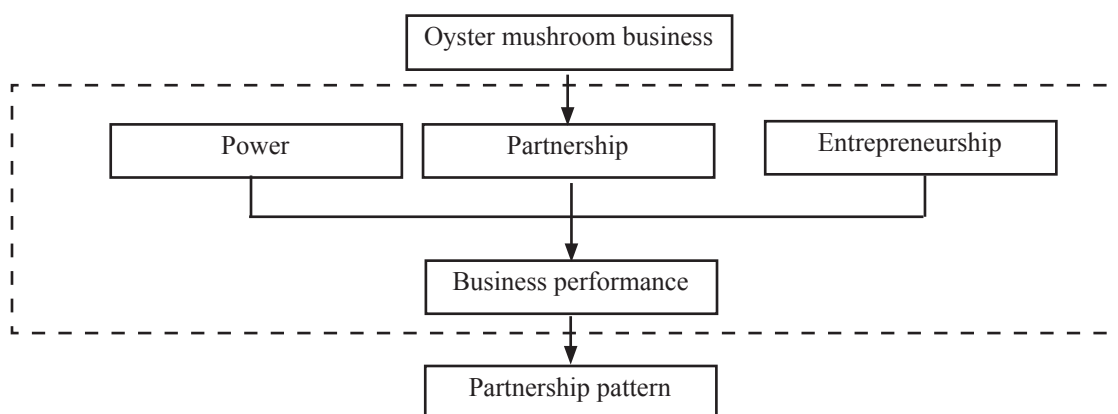 Oyster mushroom business
Power
Partnership
Entrepreneurship
Business performance
Partnership pattern